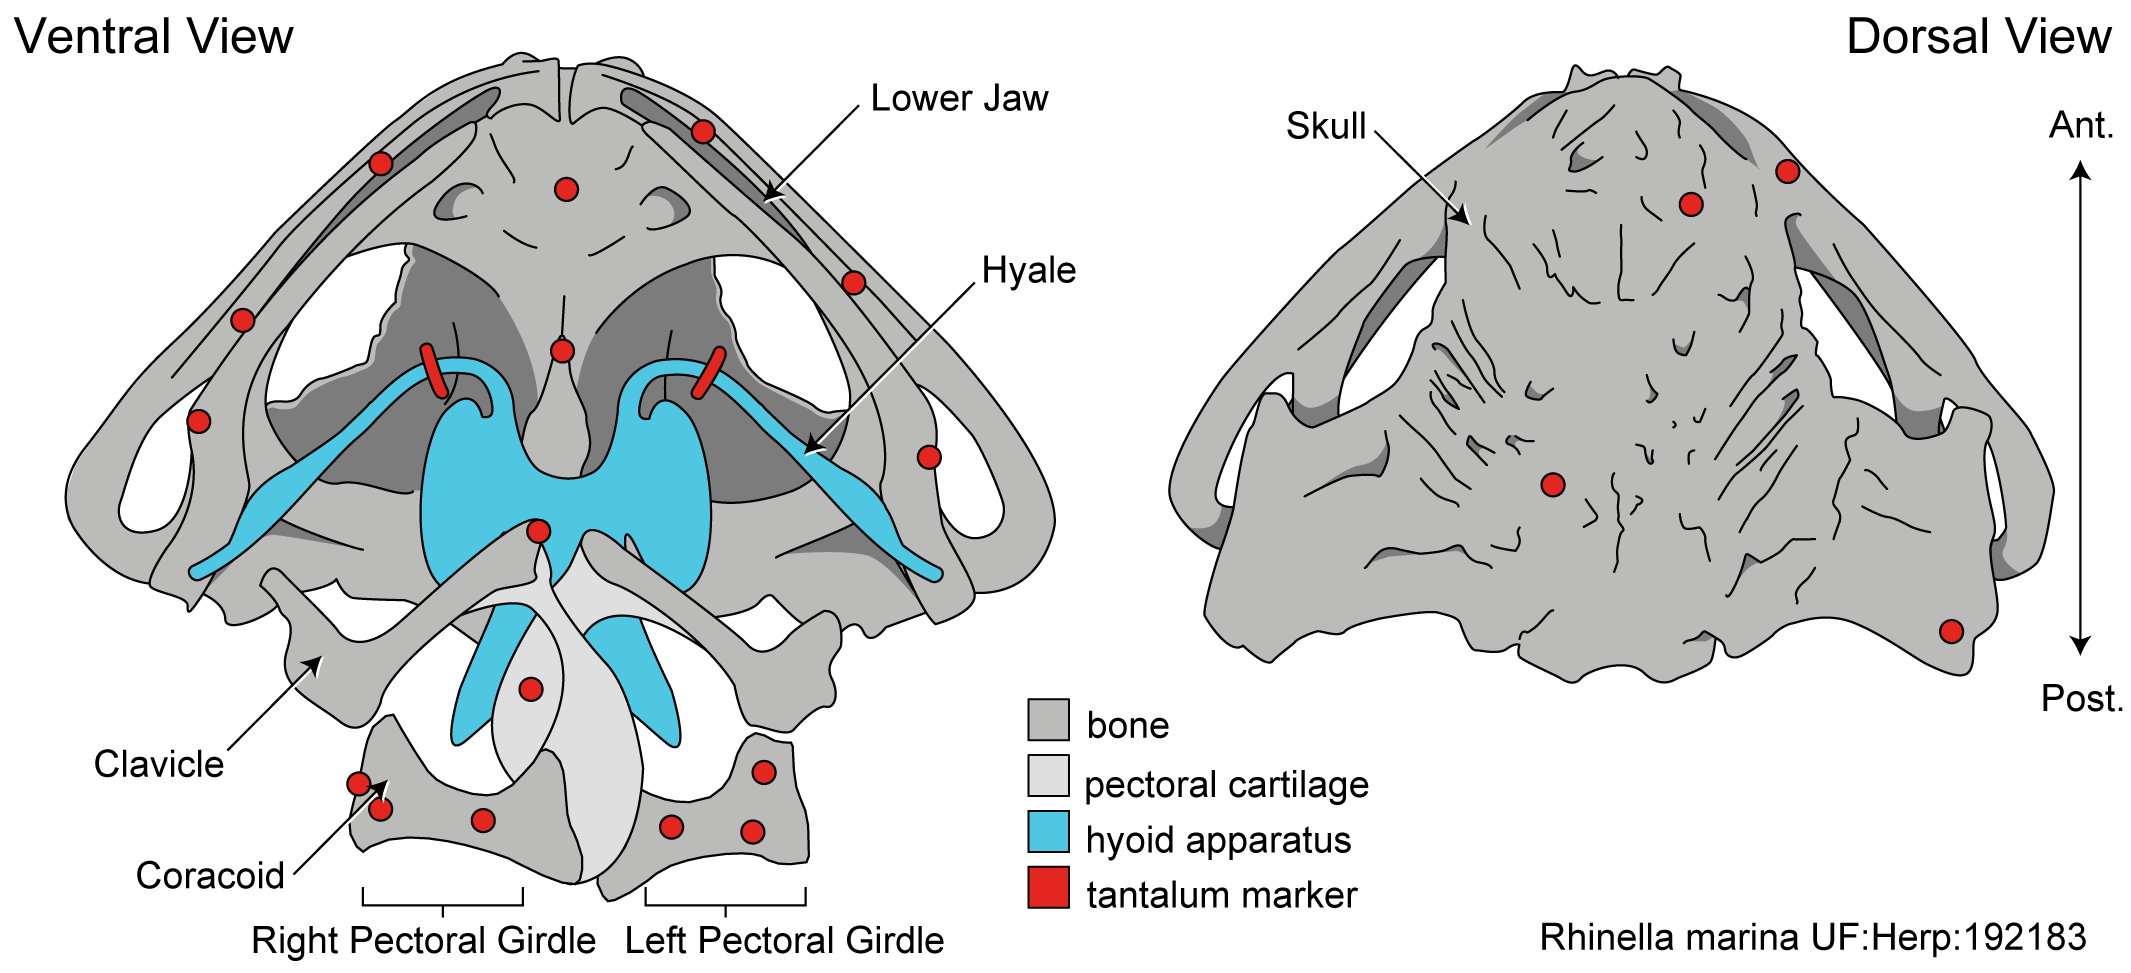 Ventral View
Dorsal View
Lower Jaw
Skull
Ant.
Hyale
Post.
Clavicle
Coracoid
bone
pectoral cartilage
hyoid apparatus
tantalum marker
Right Pectoral Girdle
Left Pectoral Girdle
Rhinella marina UF:Herp:192183